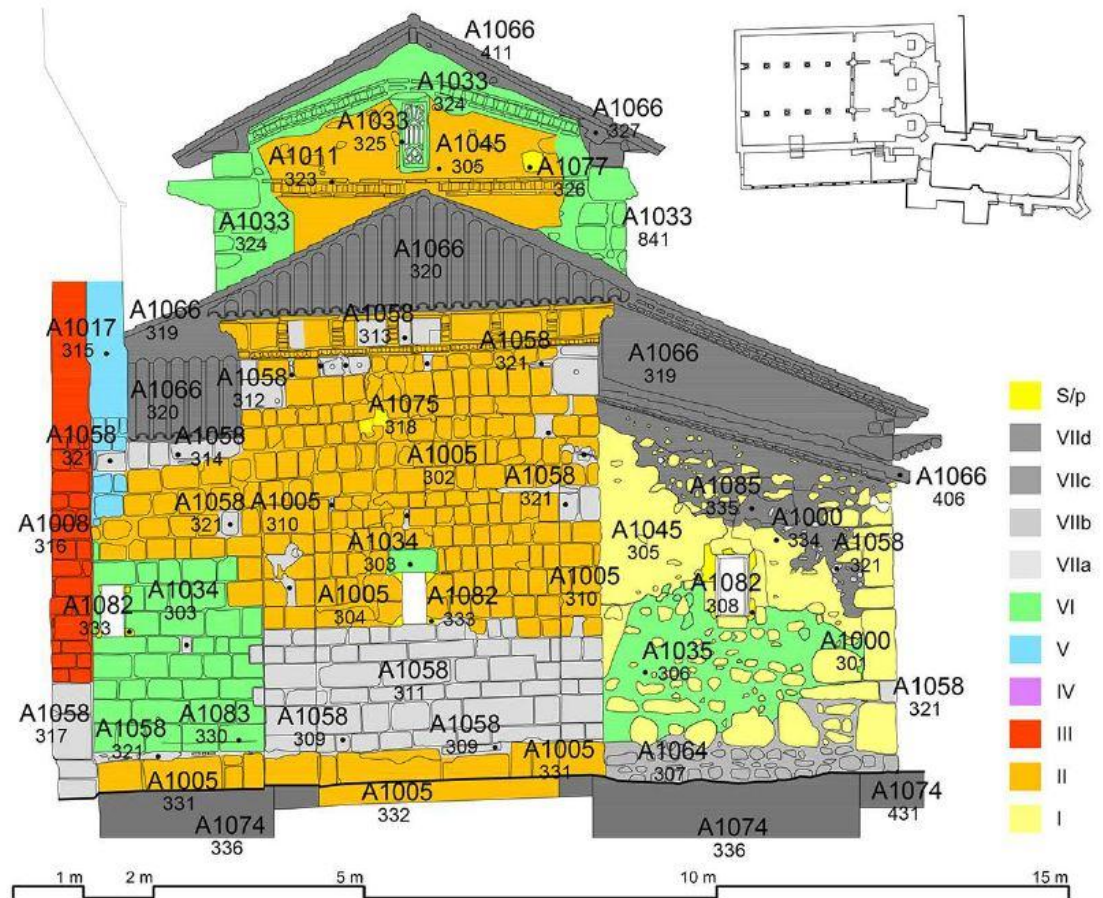 A1066
411
A1033
324
A1066
327
A1033
325
A1045
305
A1011
323
A1077
326
A1033
324
A1033
841
A1066
320
A1017
315
A1066
319
A1058
313
A1058
321
A1066
319
A1066
320
A1058
312
A1075
318
A1058
321
A1058
314
A1005
302
A1066
406
A1058
321
A1005
310
A1058
321
A1085
335
A1008
316
A1045
305
A1000
334
A1058
321
A1034
303
A1034
303
A1005
304
A1082
333
A1005
310
A1082
308
A1082
333
A1035
306
A1000
301
A1058
311
A1058
321
A1058
317
A1058
321
A1083
330
A1058
309
A1058
309
A1005
331
A1064
307
A1005
331
A1005
332
A1074
431
A1074
336
A1074
336
S/p
VIId
VIIc
VIIb
VIIa
VI
V
IV
III
II
I
1 m 2 m 5 m 10 m 15 m